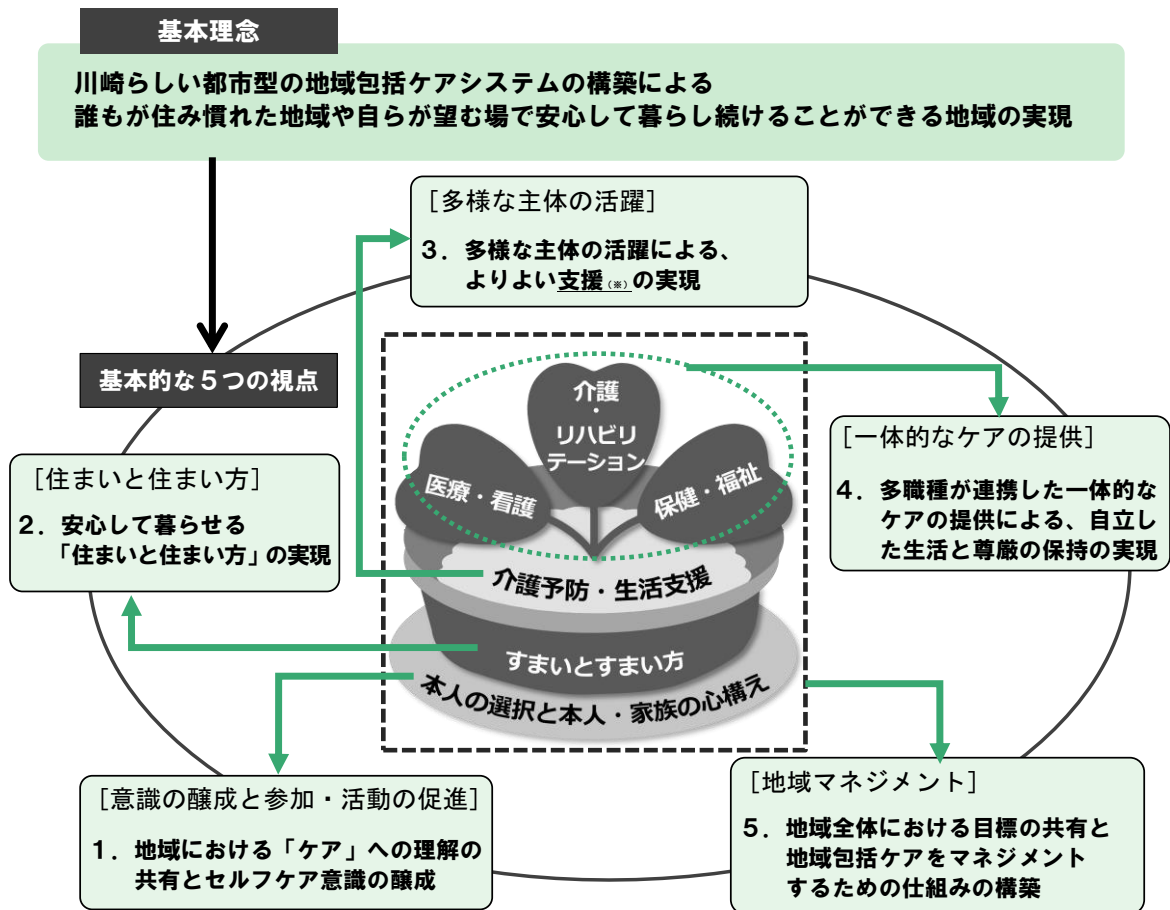 基本理念
川崎らしい都市型の地域包括ケアシステムの構築による
誰もが住み慣れた地域や自らが望む場で安心して暮らし続けることができる地域の実現
[多様な主体の活躍]
3．多様な主体の活躍による、
よりよい支援(※)の実現
基本的な５つの視点
[住まいと住まい方]
2．安心して暮らせる
「住まいと住まい方」の実現
介護
・
リハビリ
テーション
医療・看護
保健・福祉
介護予防・生活支援
すまいとすまい方
本人の選択と本人・家族の心構え
[一体的なケアの提供]
4．多職種が連携した一体的な
ケアの提供による、自立し
た生活と尊厳の保持の実現
[意識の醸成と参加・活動の促進]
1．地域における「ケア」への理解の
共有とセルフケア意識の醸成
[地域マネジメント]
5．地域全体における目標の共有と
地域包括ケアをマネジメント
するための仕組みの構築